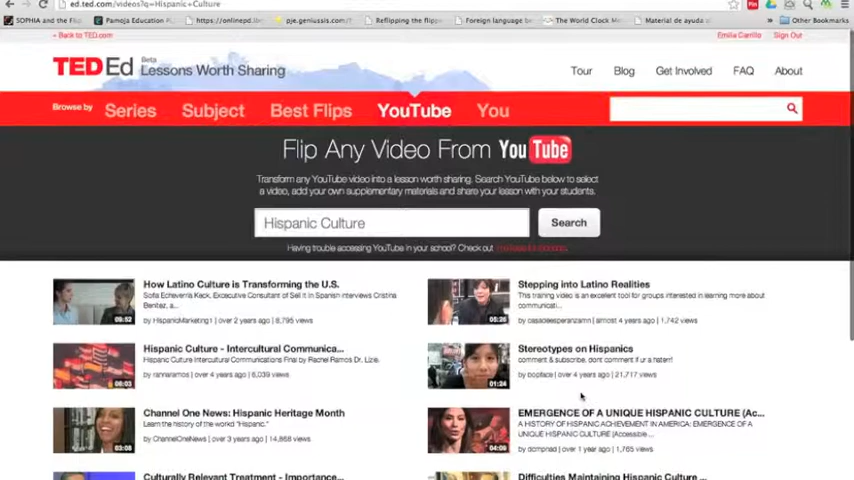 ed.ted.com/videos?q=Hispanic+Culture
SOPHIA and the Fli
Pamoja Education
https://onlinepd.
pje.geniussis.com/
Reflipping the flipp
Foreign language
The World Clock M
Material de ayuda
Other Bookmarks
« Back to TED.com
Emilia Carrillo
Sign Out
TEDEd Beta
Lessons Worth Sharing
Tour
Blog
Get Involved
FAQ
About
Browse by
Series
Subject
Best Flips
YouTube
You
Flip Any Video From YouTube
Transform any YouTube video into a lesson worth sharing. Search YouTube below to select
a video, add your own supplementary materials and share your lesson with your students.
Hispanic Culture
Search
Having trouble accessing YouTube in your school? Check out
How Latino Culture is Transforming the U.S.
Sofia Echeverría Keck, Executive Consultant of Sell it in Spanish interviews Cristina
Benitez, a...
09:52
by HispanicMarketing1 | over 2 years ago | 8,795 views
Stepping into Latino Realities
This training video is an excellent tool for groups interested in learning more about
communicati...
05:26
by casadeesperanzamn | almost 4 years ago | 1,742 views
Hispanic Culture - Intercultural Communica...
Hispanic Culture Intercultural Communications Final by Rachel Ramos Dr. Lizie.
08:03
by rannaramos | over 4 years ago | 6,039 views
Stereotypes on Hispanics
comment & subscribe, dont comment if ur a hater!!
01:24
by bopface | over 4 years ago | 21,717 views
Channel One News: Hispanic Heritage Month
Learn the history of the world "Hispanic."
03:08
by ChannelOneNews | over 3 years ago | 14,868 views
EMERGENCE OF A UNIQUE HISPANIC CULTURE (Ac...
A HISTORY OF HISPANIC ACHIEVEMENT IN AMERICA: EMERGENCE OF A
UNIQUE HISPANIC CULTURE (Accessible...
04:09
by dcmpnad | over 1 year ago | 1,765 views
Culturally Relevant Treatment - Importance...
Difficulties Maintaining Hispanic Culture ...